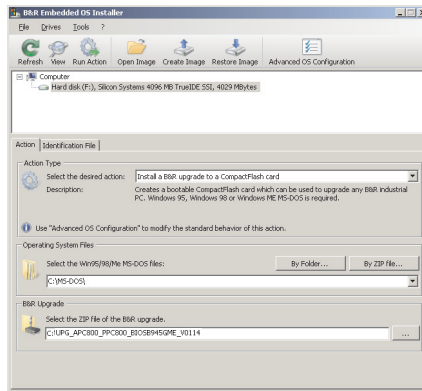 B&R Embedded OS Installer
File Drives Tools ?
Refresh View Run Action Open Image Create Image Restore Image Advanced OS Configuration
Computer
Hard disk (F:), Silicon Systems 4096 MB TrueIDE SSI, 4029 MBytes
Action Identification File
Action Type
Select the desired action: Install a B&R upgrade to a CompactFlash card
Description: Creates a bootable CompactFlash card which can be used to upgrade any B&R industrial
PC. Windows 95, Windows 98 or Windows ME MS-DOS is required.
Use "Advanced OS Configuration" to modify the standard behavior of this action.
Operating System Files
Select the Win95/98/Me MS-DOS files: By Folder... By ZIP file...
C:\MS-DOS\
B&R Upgrade
Select the ZIP file of the B&R upgrade.
C:\UPG_APC800_PPC800_BIOSB945GME_V0114 ...